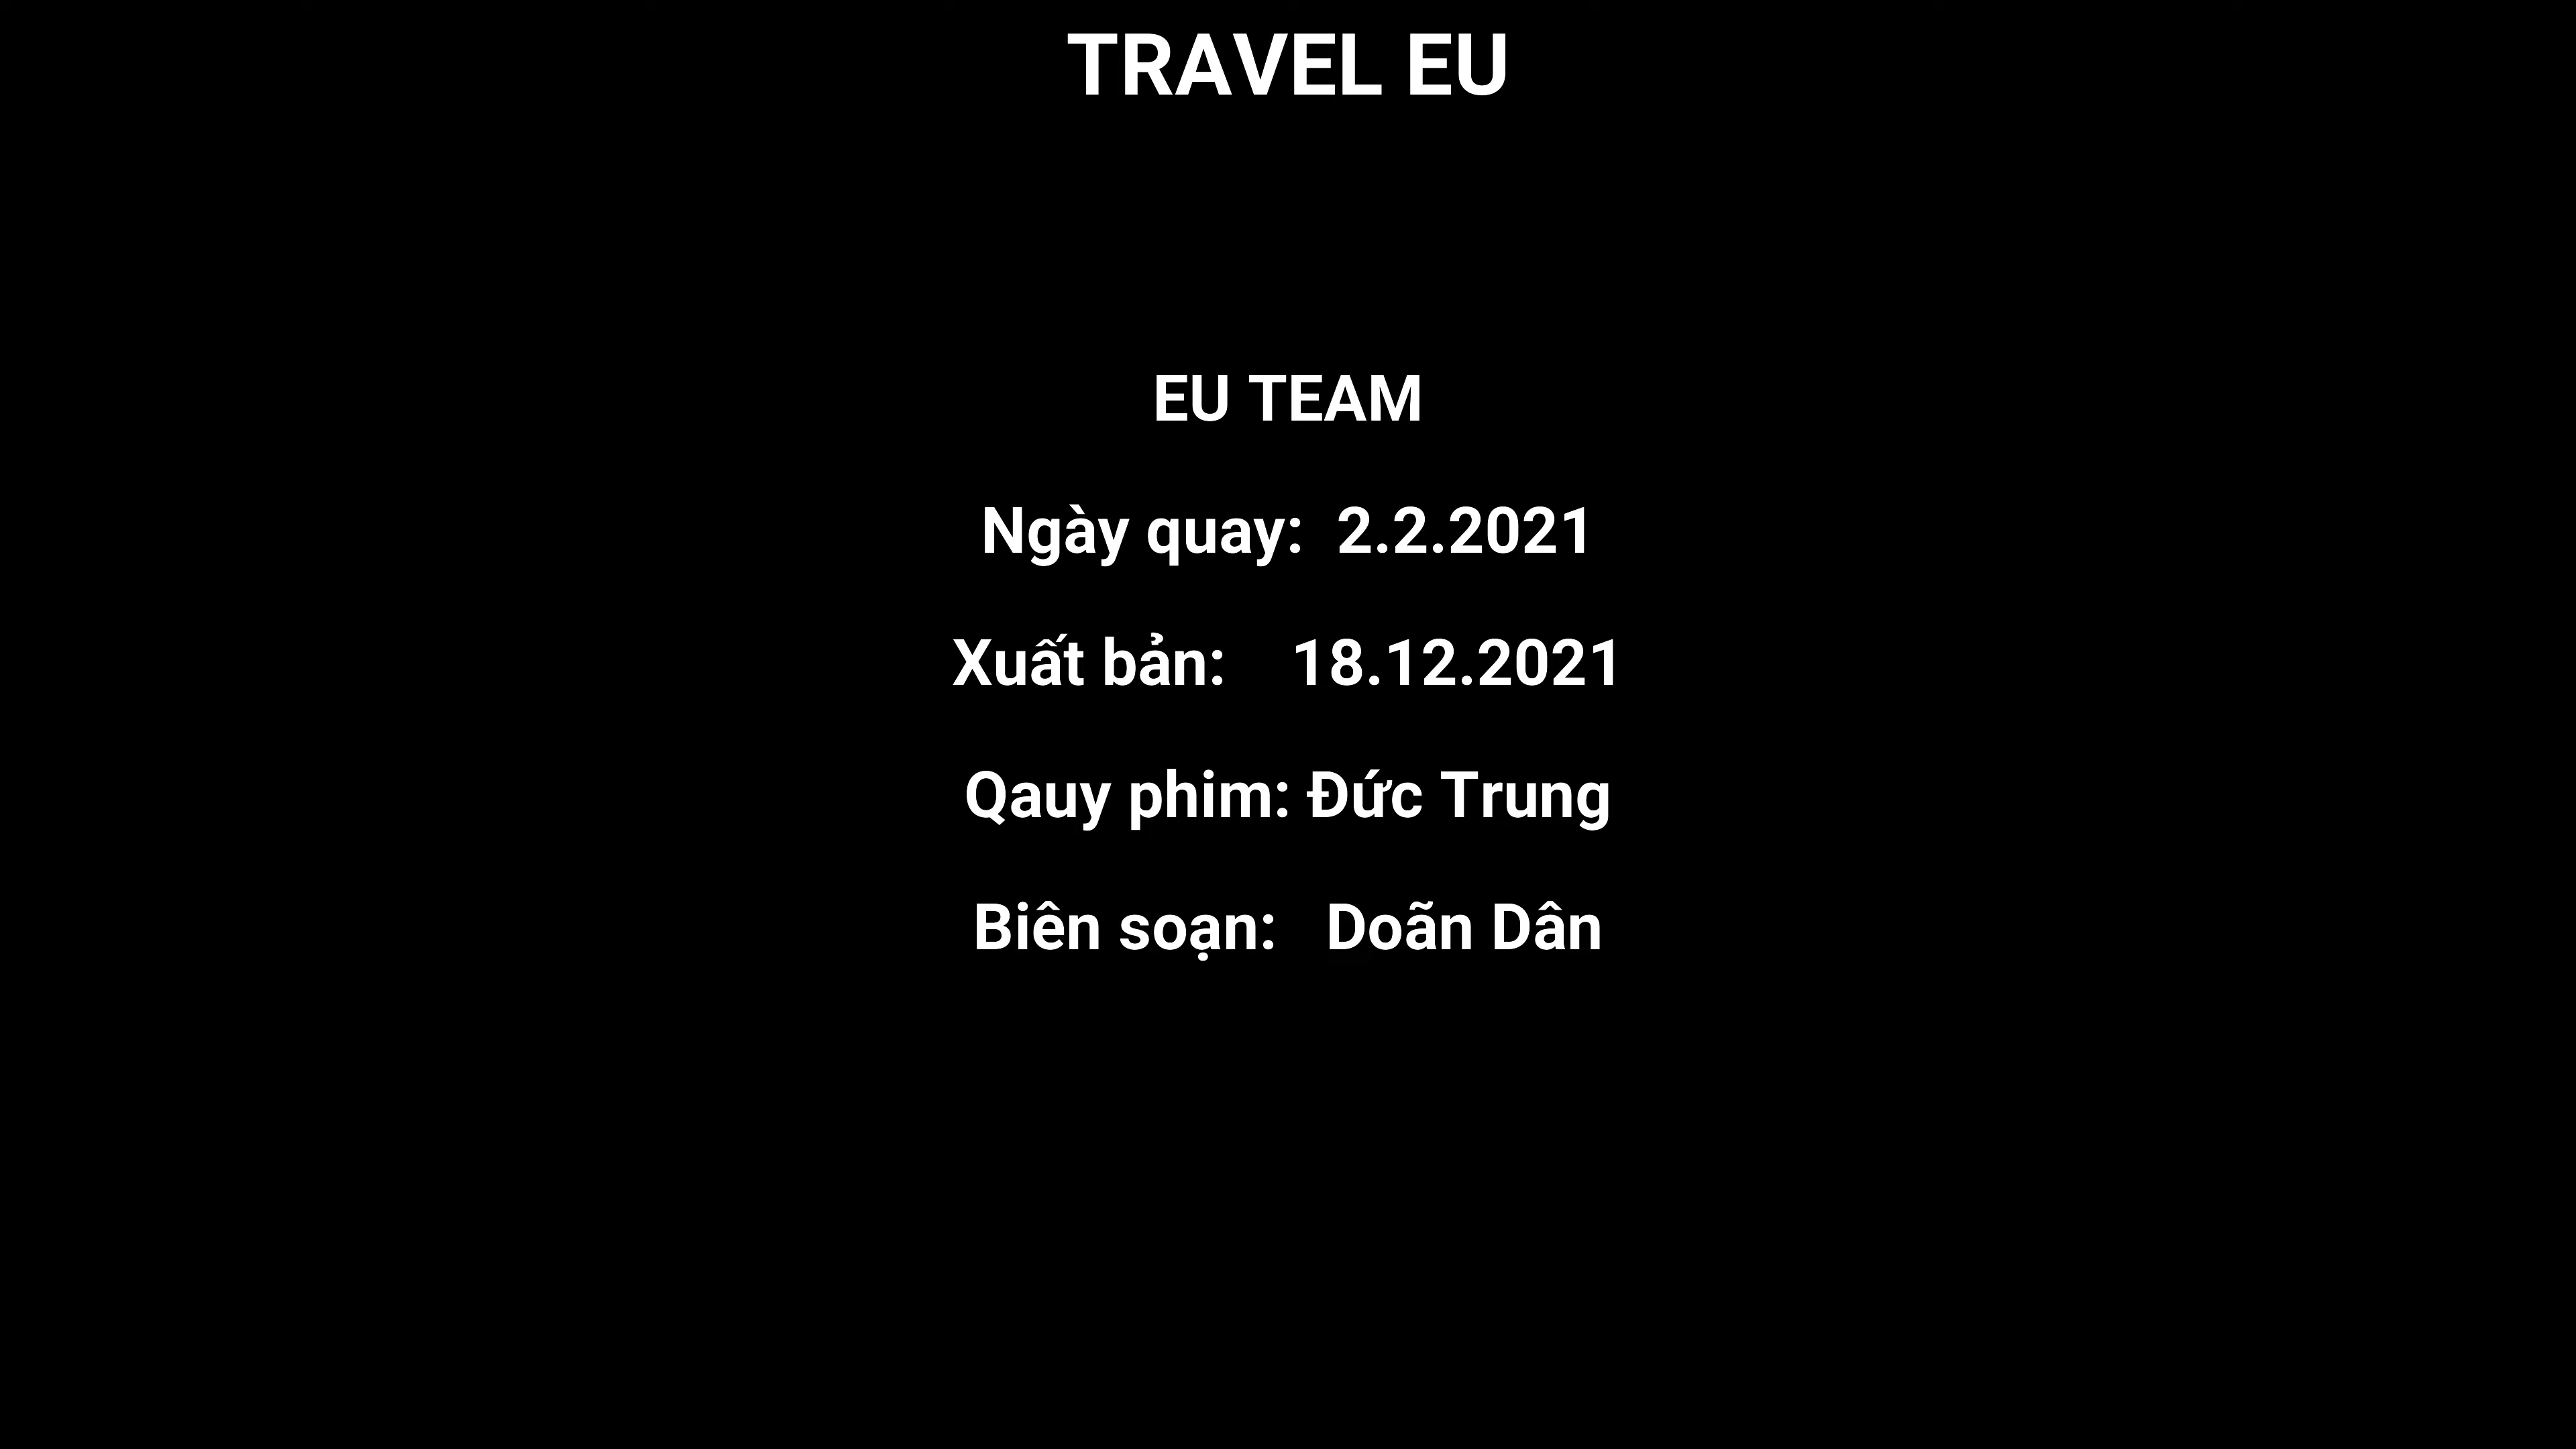 TRAVEL EU
EU TEAM
Ngày quay: 2.2.2021
Xuất bản: 18.12.2021
Qauy phim: Đức Trung
Biên soạn: Doãn Dân